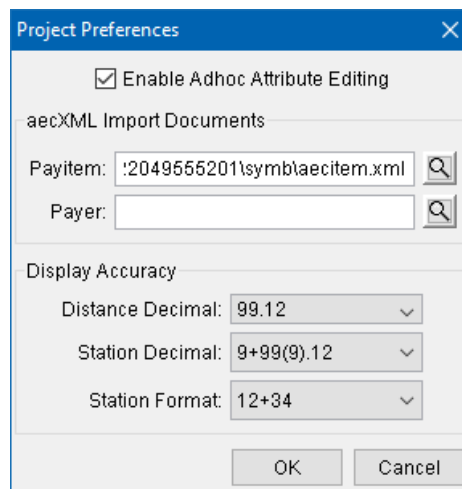 Project Preferences
Enable Adhoc Attribute Editing
aecXML Import Documents
Payitem: :2049555201\symb\aecitem.xml
Payer:
Display Accuracy
Distance Decimal: 99.12
Station Decimal: 9+99(9).12
Station Format: 12+34
OK Cancel